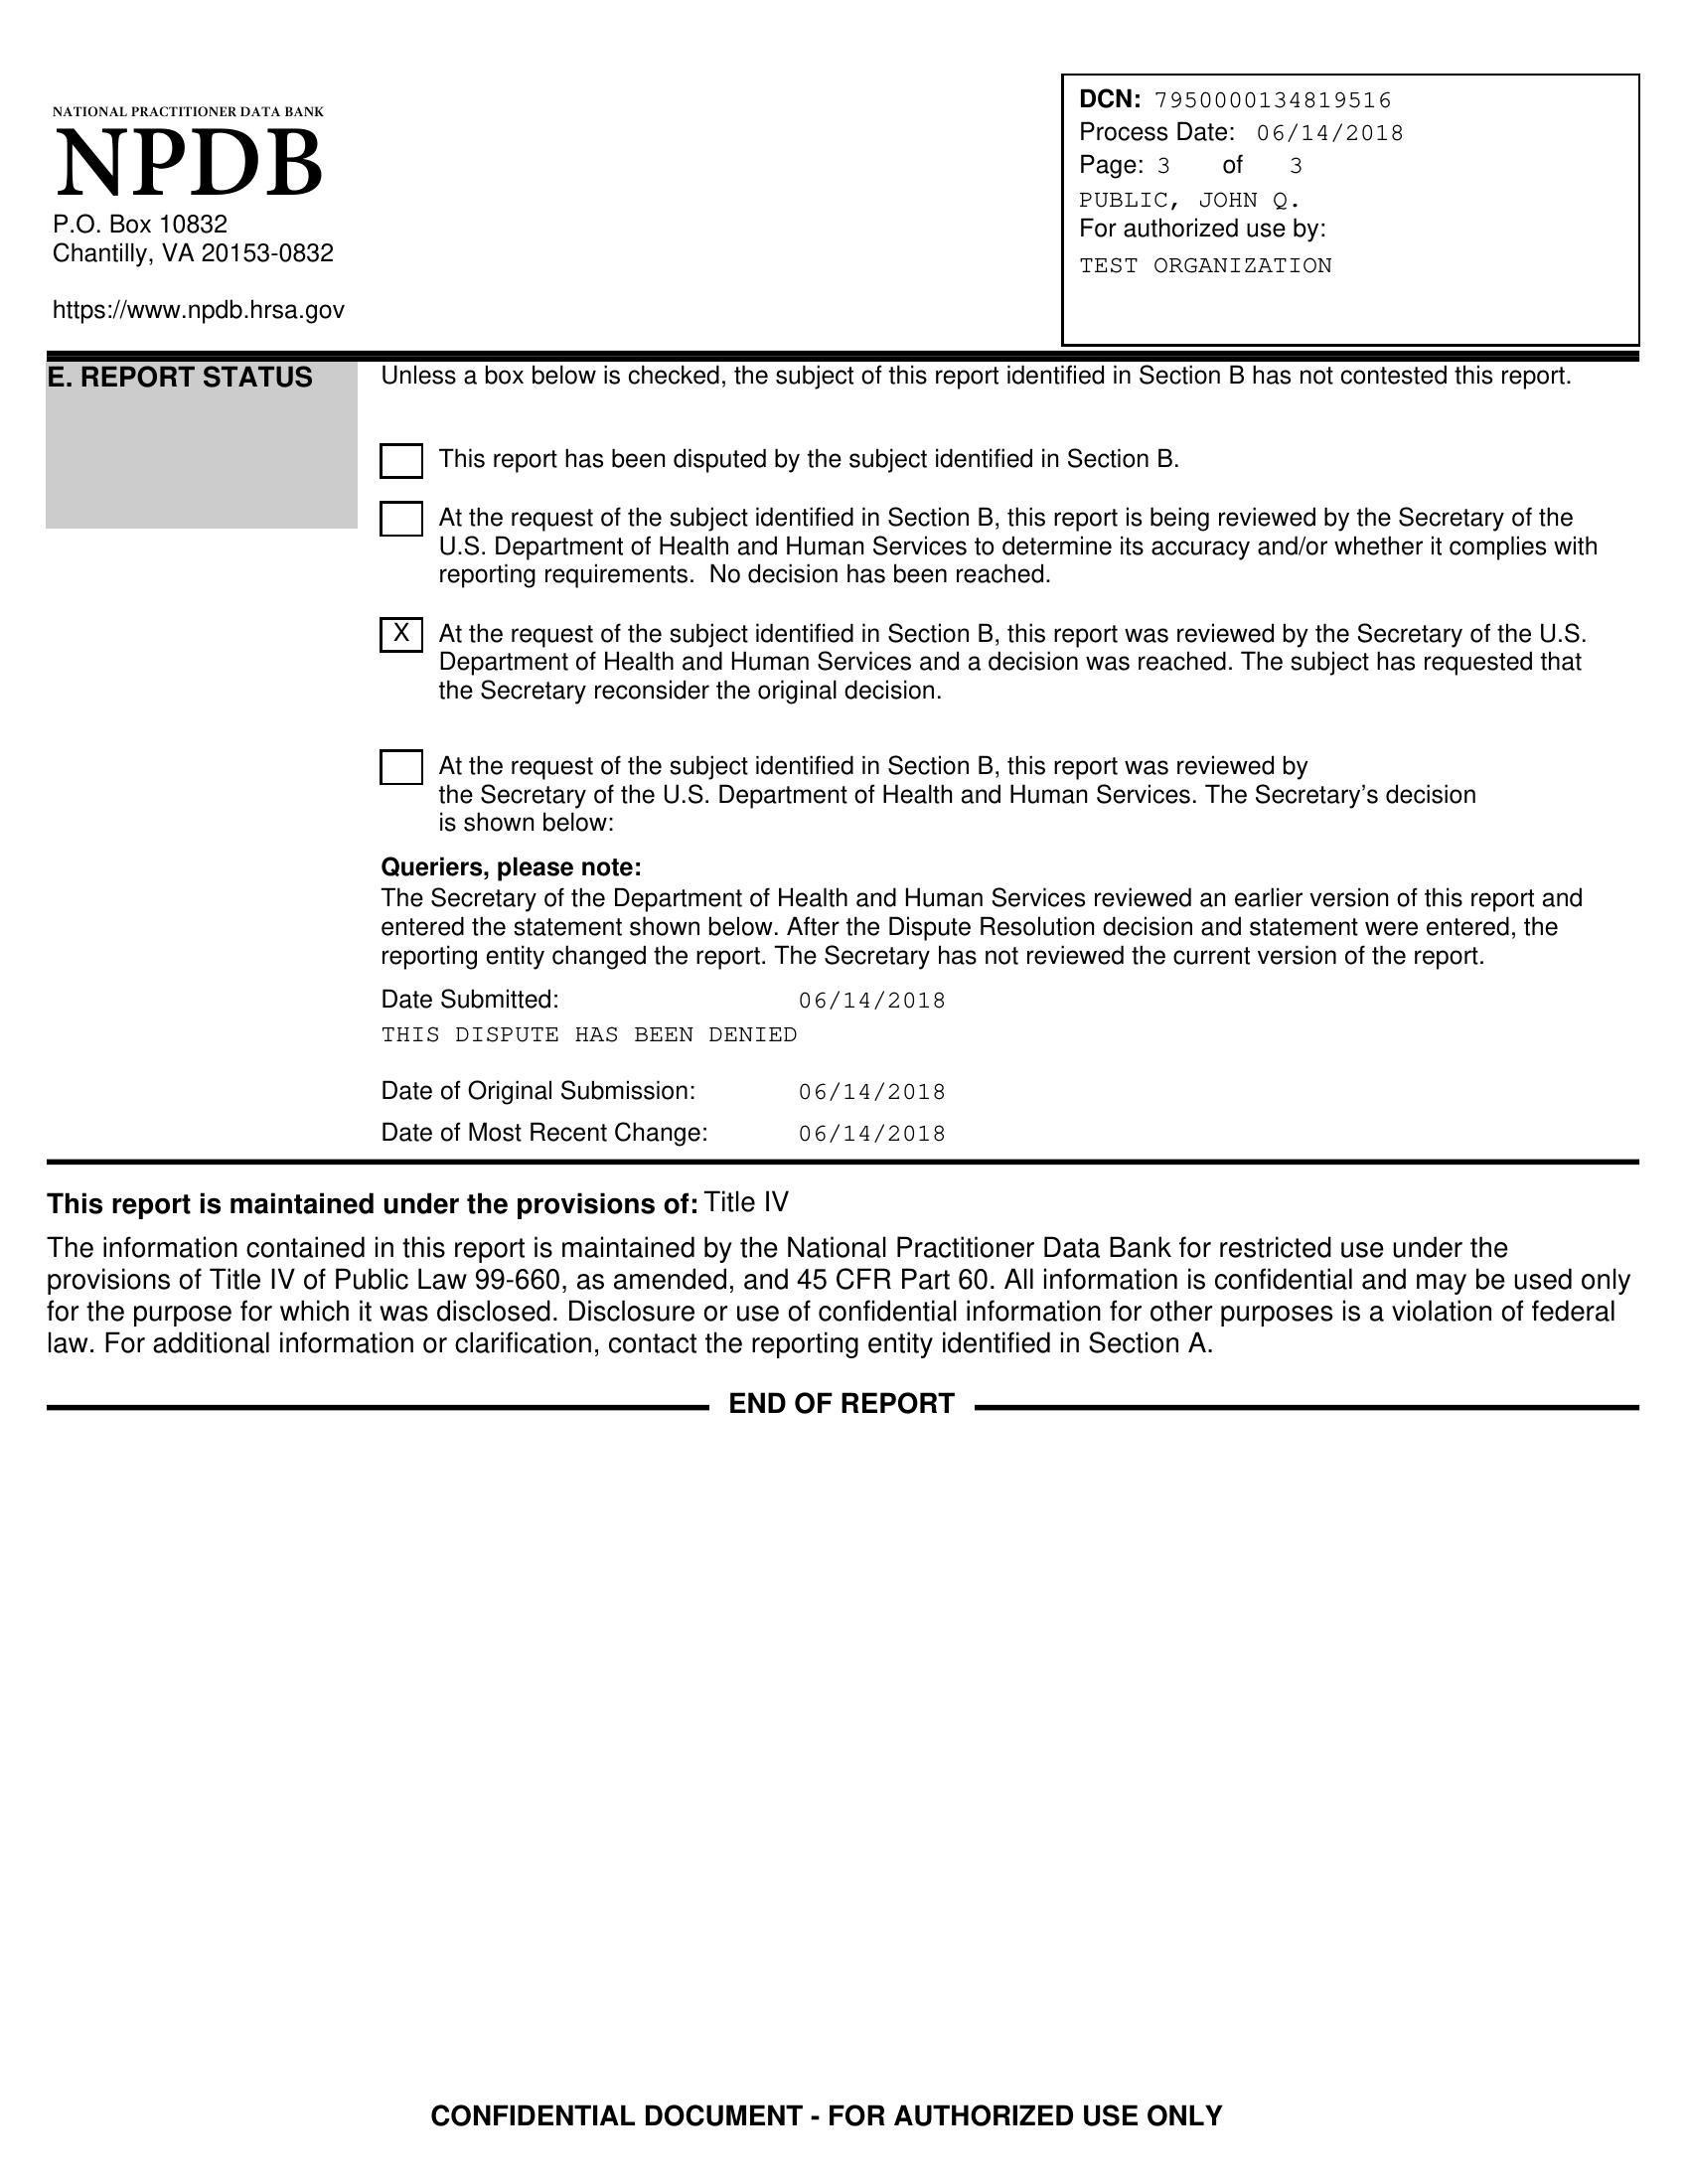 NATIONAL PRACTITIONER DATA BANK
NPDB
P.O. Box 10832
Chantilly, VA 20153-0832
https://www.npdb.hrsa.gov
DCN: 7950000134819516
Process Date: 06/14/2018
Page: 3 of 3
PUBLIC, JOHN Q.
For authorized use by:
TEST ORGANIZATION
E. REPORT STATUS
Unless a box below is checked, the subject of this report identified in Section B has not contested this report.
This report has been disputed by the subject identified in Section B.
At the request of the subject identified in Section B, this report is being reviewed by the Secretary of the
U.S. Department of Health and Human Services to determine its accuracy and/or whether it complies with
reporting requirements. No decision has been reached.
X At the request of the subject identified in Section B, this report was reviewed by the Secretary of the U.S.
Department of Health and Human Services and a decision was reached. The subject has requested that
the Secretary reconsider the original decision.
At the request of the subject identified in Section B, this report was reviewed by
the Secretary of the U.S. Department of Health and Human Services. The Secretary's decision
is shown below:
Queriers, please note:
The Secretary of the Department of Health and Human Services reviewed an earlier version of this report and
entered the statement shown below. After the Dispute Resolution decision and statement were entered, the
reporting entity changed the report. The Secretary has not reviewed the current version of the report.
Date Submitted: 06/14/2018
THIS DISPUTE HAS BEEN DENIED
Date of Original Submission: 06/14/2018
Date of Most Recent Change: 06/14/2018
This report is maintained under the provisions of: Title IV
The information contained in this report is maintained by the National Practitioner Data Bank for restricted use under the
provisions of Title IV of Public Law 99-660, as amended, and 45 CFR Part 60. All information is confidential and may be used only
for the purpose for which it was disclosed. Disclosure or use of confidential information for other purposes is a violation of federal
law. For additional information or clarification, contact the reporting entity identified in Section A.
END OF REPORT
CONFIDENTIAL DOCUMENT - FOR AUTHORIZED USE ONLY